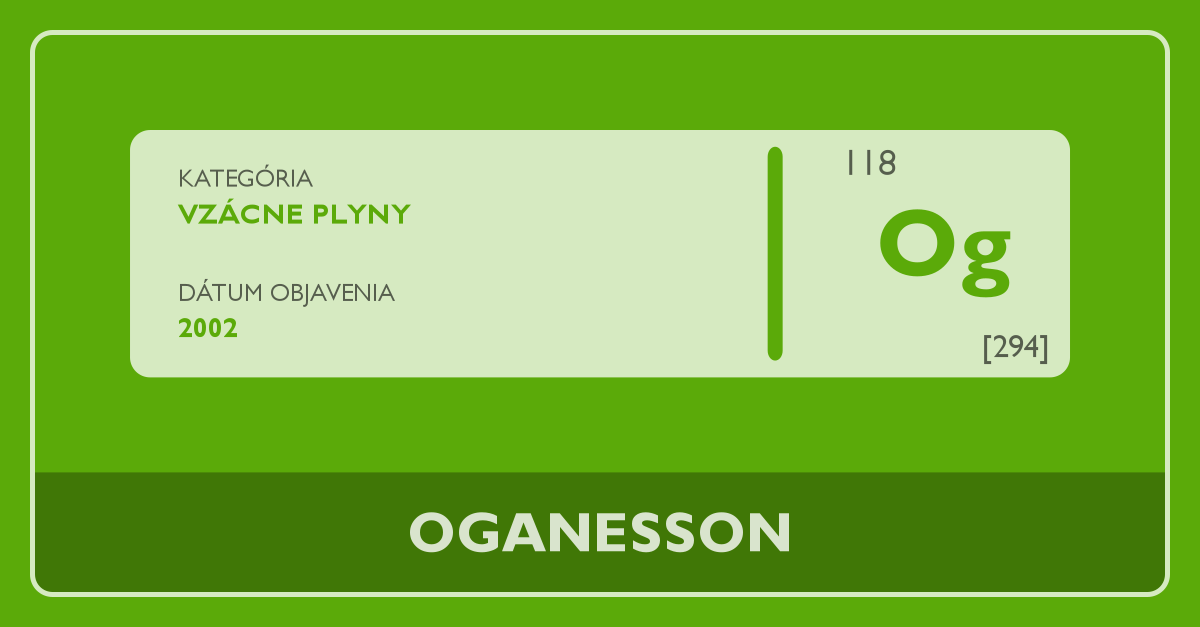 KATEGÓRIA
VZÁCNE PLYNY
DÁTUM OBJAVENIA
2002
118
Og
[294]
OGANESSON